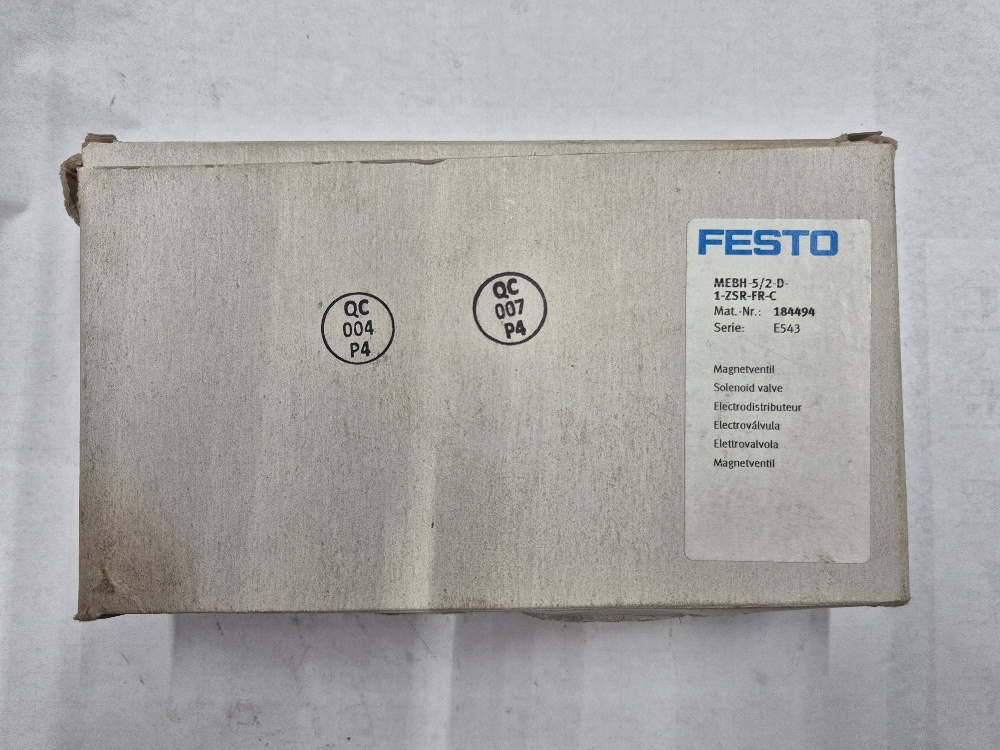 FESTO
MEBH-5/2-D-
1-ZSR-FR-C
Mat.-Nr.: 184494
Serie: E543
Magnetventil
Solenoid valve
Electrodistributeur
Electroválvula
Elettrovalvola
Magnetventil
QC
004
P4
QC
007
P4